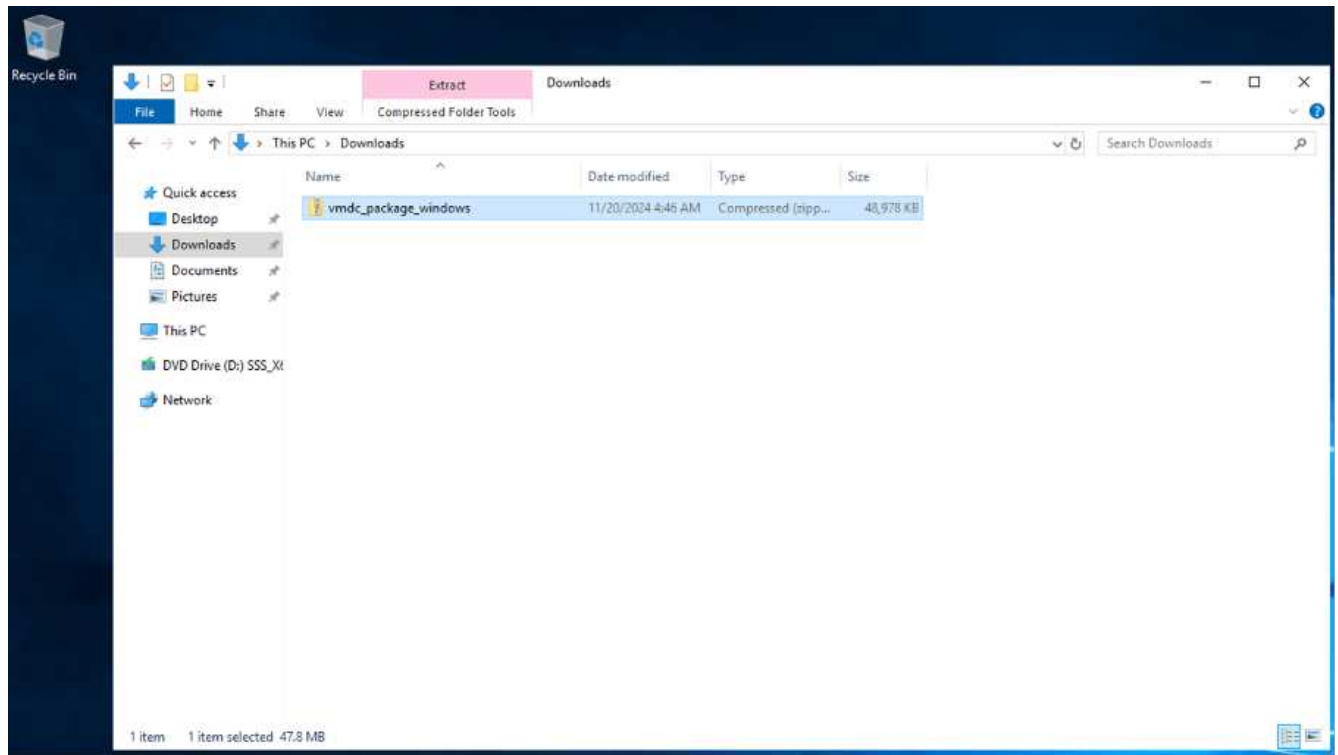 Recycle Bin
Extract Downloads
File Home Share View Compressed Folder Tools
This PC > Downloads
Search Downloads
Name Date modified Type Size
vmdc_package_windows 11/20/2024 4:46 AM Compressed (zipp... 48,978 KB
Quick access
Desktop
Downloads
Documents
Pictures
This PC
DVD Drive (D:) SSS_X6
Network
1 item 1 item selected 47.8 MB